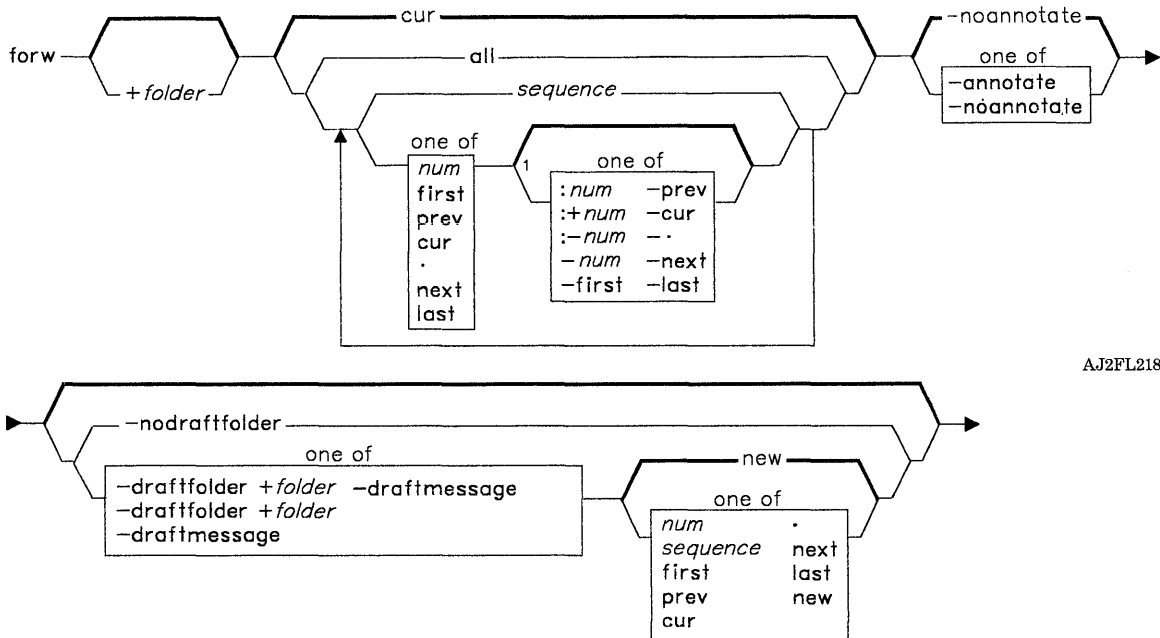 forw
+folder
cur
all
sequence
one of
num
first
prev
cur
.
next
last
1
one of
:num -prev
:+num -cur
:-num -.
-num -next
-first -last
-noannotate
one of
-annotate
-noannotate
AJ2FL218
-nodraftfolder
one of
-draftfolder +folder -draftmessage
-draftfolder +folder
-draftmessage
new
one of
num .
sequence next
first last
prev new
cur